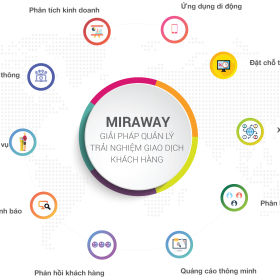 Ứng dụng di động
Phân tích kinh doanh
Đặt chỗ t
thông
MIRAWAY
GIẢI PHÁP QUẢN LÝ
TRẢI NGHIỆM GIAO DỊCH
KHÁCH HÀNG
X
vụ
Phân
nh báo
Phản hồi khách hàng
Quảng cáo thông minh